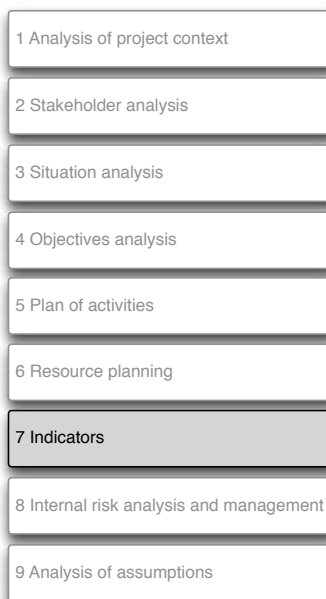 1 Analysis of project context
2 Stakeholder analysis
3 Situation analysis
4 Objectives analysis
5 Plan of activities
6 Resource planning
7 Indicators
8 Internal risk analysis and management
9 Analysis of assumptions